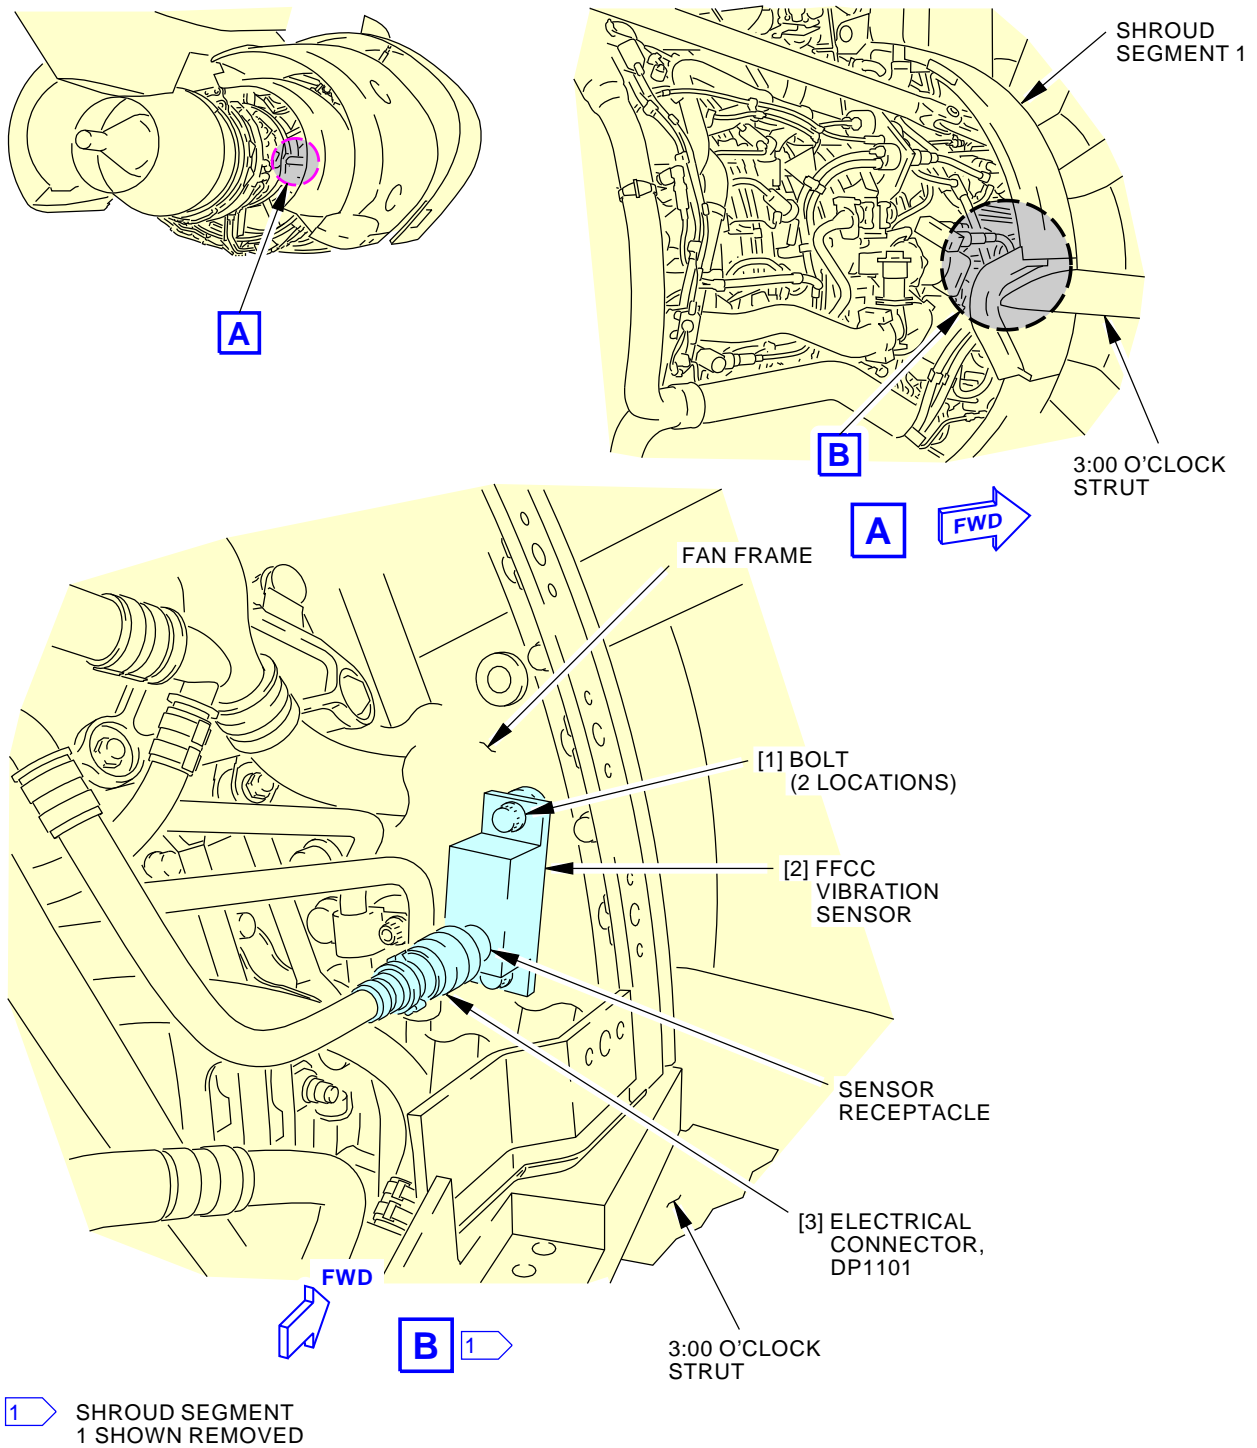 SHROUD
SEGMENT 1
A
B
3:00 O'CLOCK
STRUT
A
FWD
FAN FRAME
[1] BOLT
(2 LOCATIONS)
[2] FFCC
VIBRATION
SENSOR
SENSOR
RECEPTACLE
[3] ELECTRICAL
CONNECTOR,
DP1101
FWD
B
1
3:00 O'CLOCK
STRUT
1
SHROUD SEGMENT
1 SHOWN REMOVED